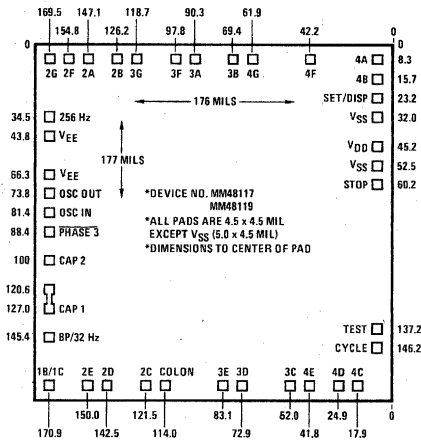 169.5 147.1 118.7 90.3 61.9
154.8 126.2 97.8 69.4 42.2
0 0
2G 2F 2A 2B 3G 3F 3A 3B 4G 4F
4A 8.3
4B 15.7
SET/DISP 23.2
VSS 32.0
VDD 45.2
VSS 52.5
STOP 60.2
176 MILS
177 MILS
34.5 256 Hz
43.8 VEE
66.3 VEE
73.8 OSC OUT
81.4 OSC IN
88.4 PHASE 3
100 CAP 2
120.6
127.0 CAP 1
145.4 BP/32 Hz
*DEVICE NO. MM48117
MM48119
*ALL PADS ARE 4.5 x 4.5 MIL
EXCEPT VSS (5.0 x 4.5 MIL)
*DIMENSIONS TO CENTER OF PAD
TEST 137.2
CYCLE 146.2
1B/1C 2E 2D 2C COLON 3E 3D 3C 4E 4D 4C
0
150.0 121.5 83.1 52.0 24.9
170.9 142.5 114.0 72.9 41.8 17.9